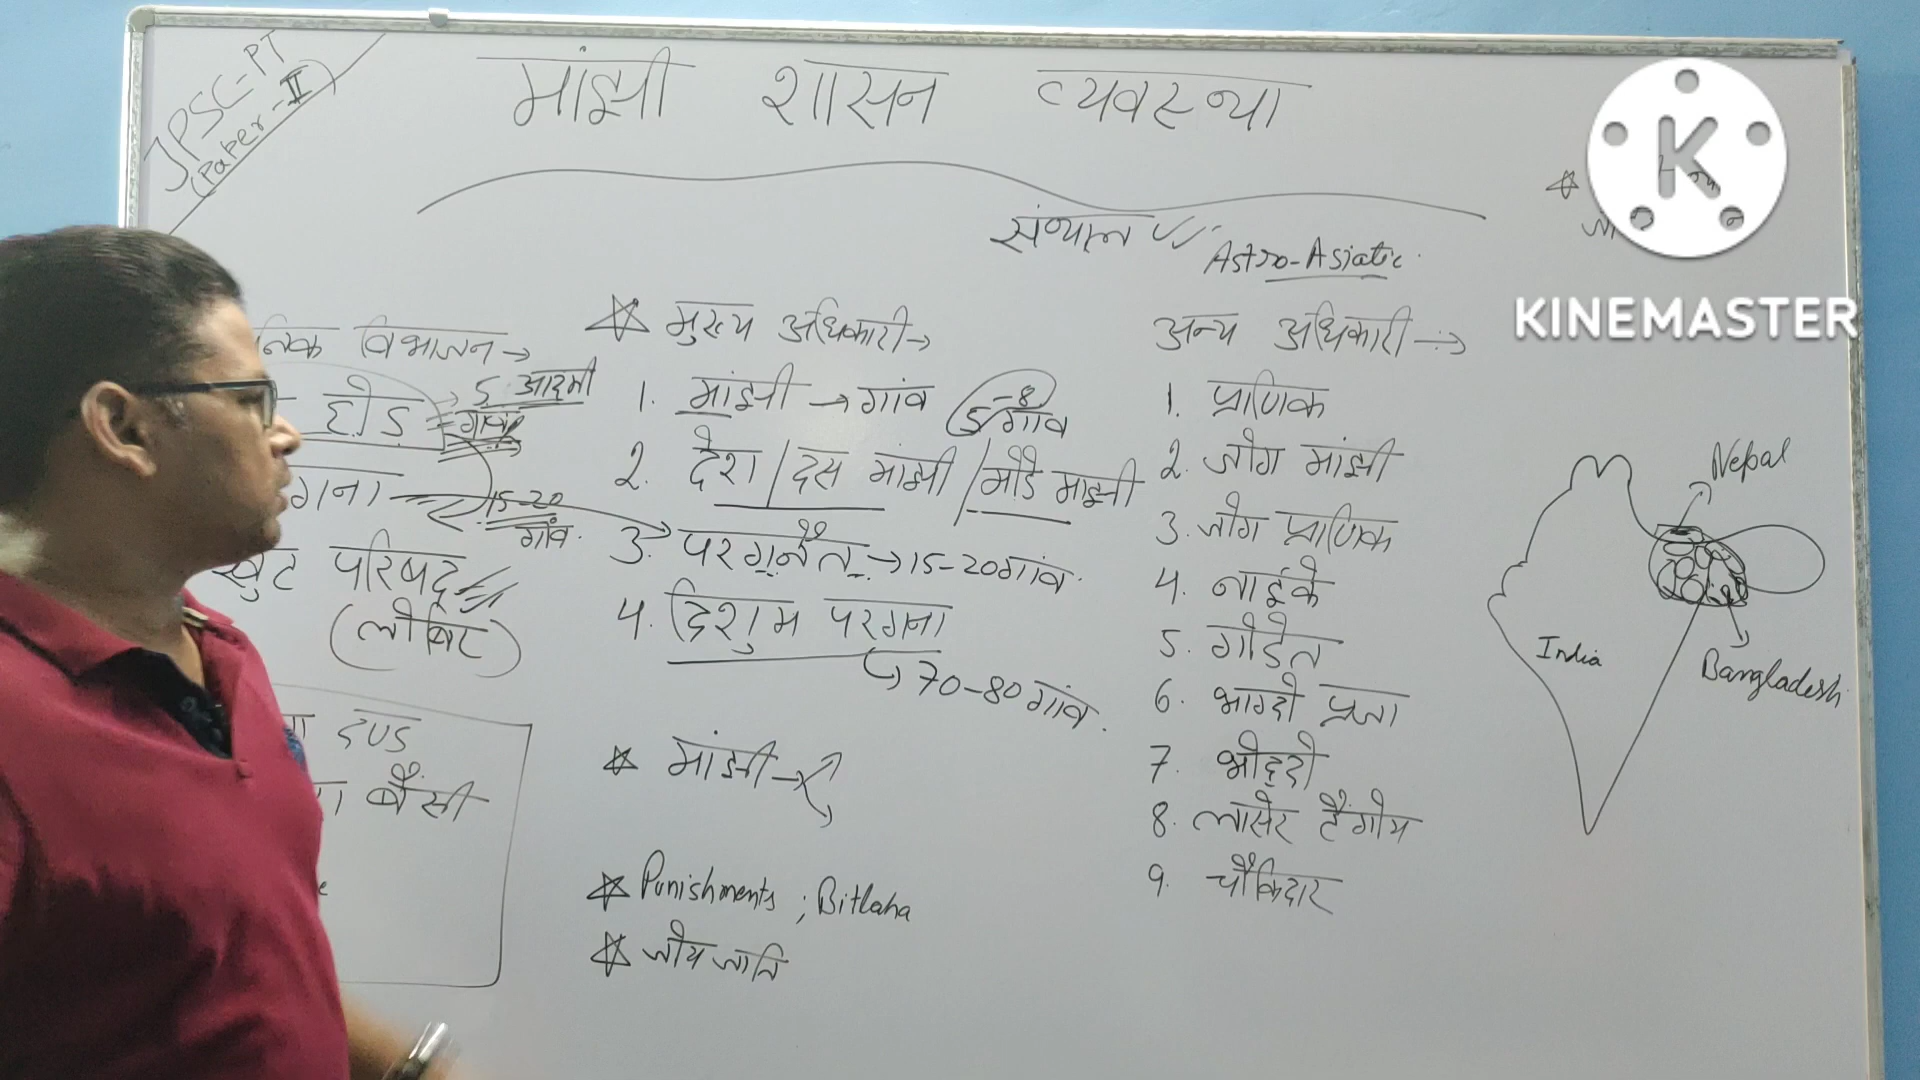 JPSC-PT
(Paper-II)
मांझी शासन व्यवस्था
संथाल
Astro-Asiatic
KINEMASTER
विभाजन →
5 आदमी
गांव
15-20
गांव
परिषद्
दण्ड
बैंसी
मुख्य अधिकारी →
1. मांझी → गांव 5-8 गांव
2. देश/दस मांझी/मोंडे माझी
3. परगनैत → 15-20 गांव
4. दिशुम परगना
70-80 गांव
मांझी →
Punishments ; Bitlaha
अन्य अधिकारी →
1. प्राणिक
2. जोग मांझी
3. जोग प्राणिक
4. नाईके
5. गोडेत
6. भाग्दो प्रजा
7. भोद्दो
8. लासेर टैंगोय
9. चौकिदार
Nepal
India
Bangladesh